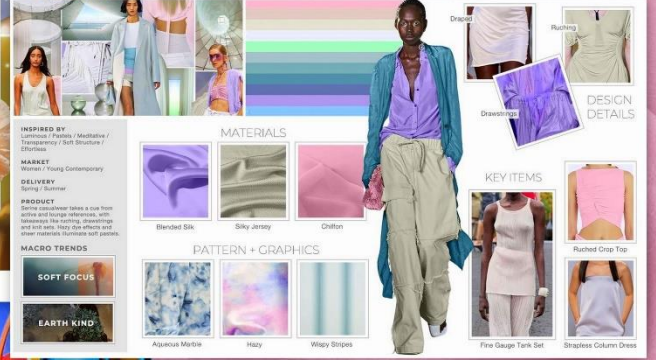 INSPIRED BY
Luminous / Pastels / Meditative /
Transparency / Soft Structure /
Effortless
MARKET
Women / Young Contemporary
DELIVERY
Spring / Summer
PRODUCT
Serine casualwear takes a cue from
active and lounge references, with
takeaways like ruching, drawstrings
and knit sets. Hazy dye effects and
sheer materials illuminate soft pastels.
MACRO TRENDS
SOFT FOCUS
EARTH KIND
MATERIALS
Blended Silk
Silky Jersey
Chiffon
PATTERN + GRAPHICS
Aqueous Marble
Hazy
Wispy Stripes
Draped
Ruching
Drawstrings
DESIGN
DETAILS
KEY ITEMS
Ruched Crop Top
Fine Gauge Tank Set
Strapless Column Dress